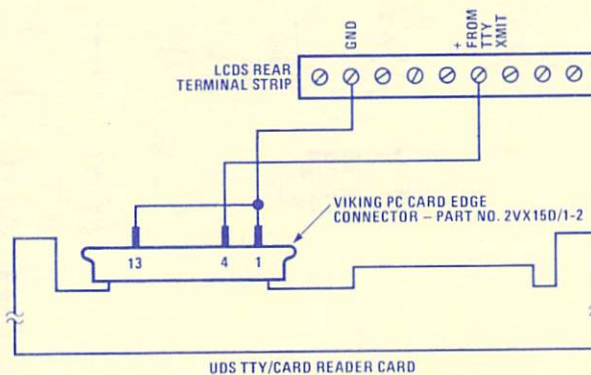 GND
+ FROM
TTY
XMIT
LCDS REAR
TERMINAL STRIP
VIKING PC CARD EDGE
CONNECTOR – PART NO. 2VX15D/1-2
13 4 1
UDS TTY/CARD READER CARD